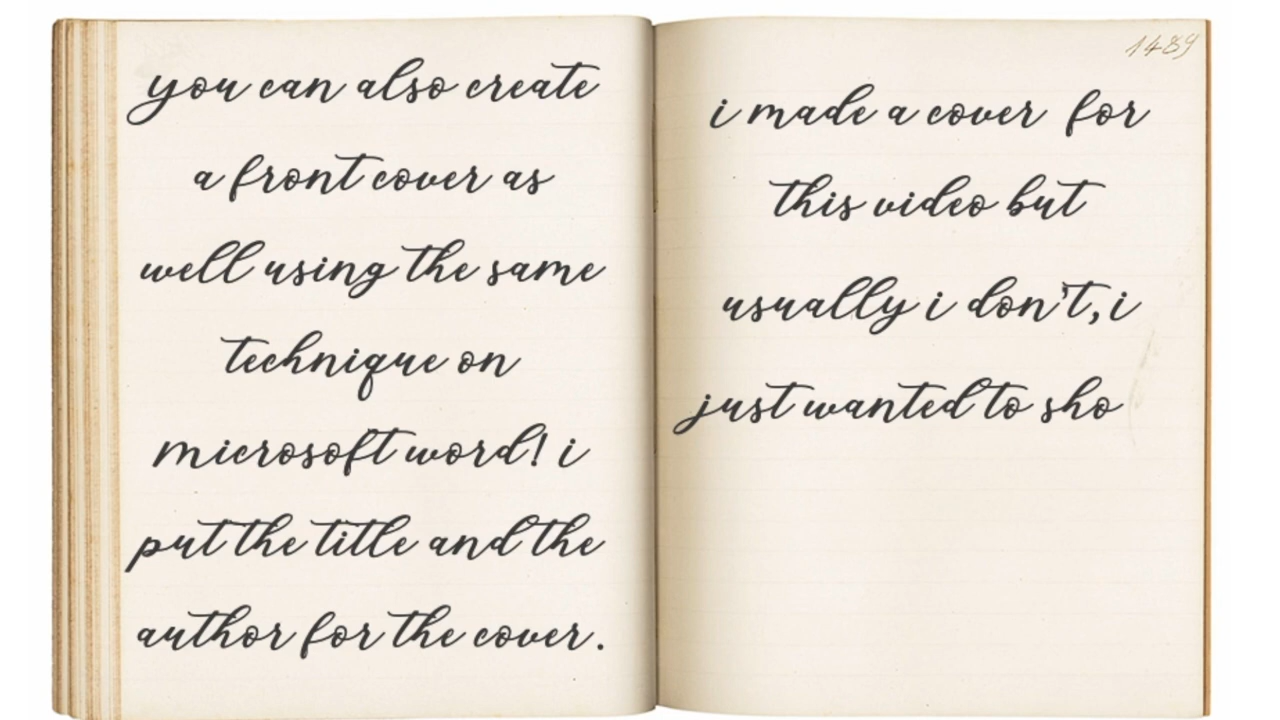 you can also create
a front cover as
well using the same
technique on
microsoft word! i
put the title and the
author for the cover.
1489
i made a cover for
this video but
usually i don't, i
just wanted to sho